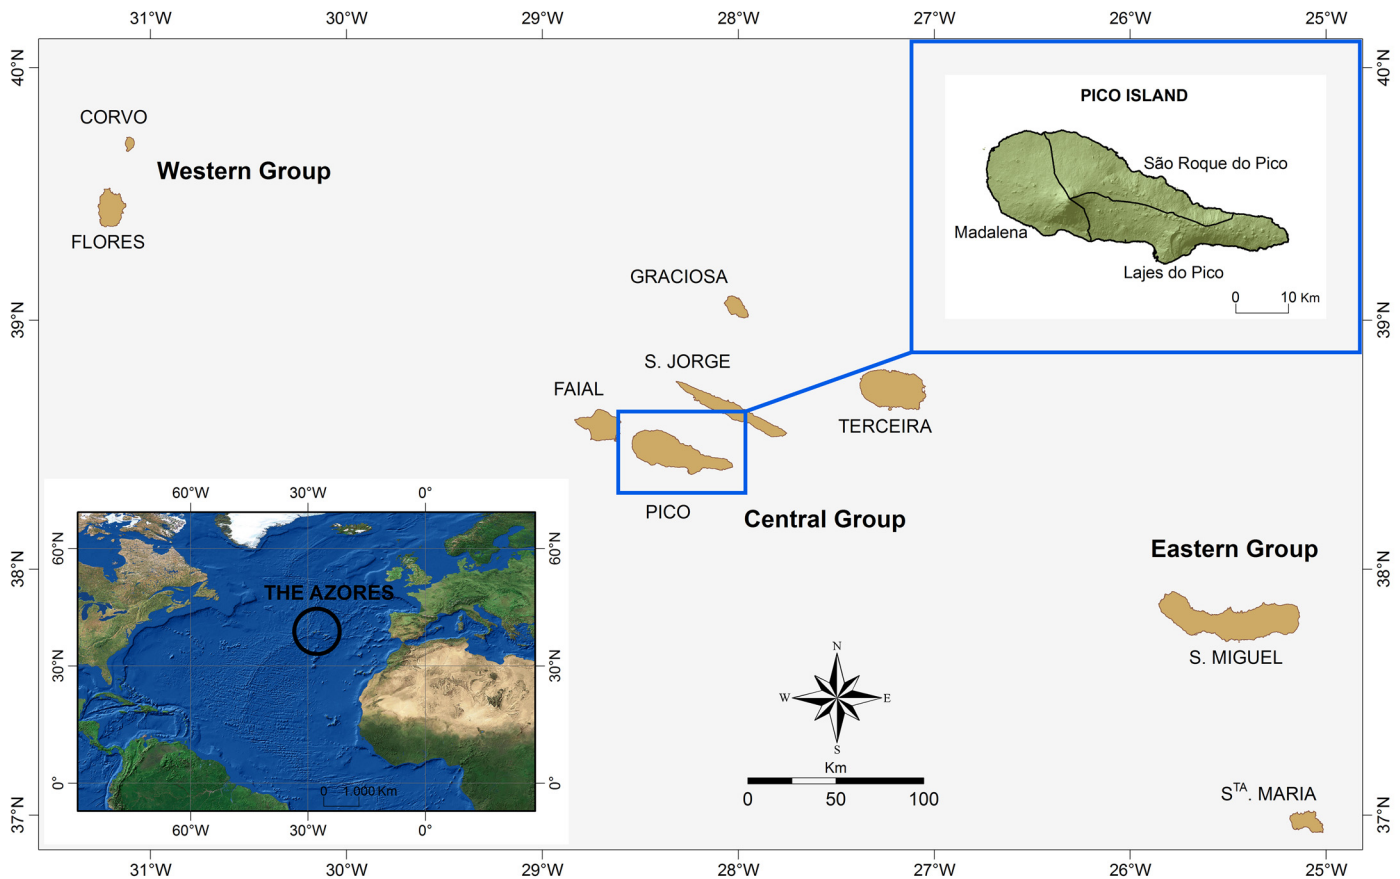 31°W 30°W 29°W 28°W 27°W 26°W 25°W
40°N
40°N
PICO ISLAND
CORVO
Western Group
São Roque do Pico
FLORES
Madalena
Lajes do Pico
GRACIOSA
0 10 Km
39°N
39°N
S. JORGE
FAIAL
TERCEIRA
PICO
Central Group
Eastern Group
38°N
38°N
60°W 30°W 0°
60°N
60°N
THE AZORES
30°N
30°N
0°
0°
0 1.000 Km
60°W 30°W 0°
S. MIGUEL
N
W E
S
Km
0 50 100
STA. MARIA
37°N
37°N
31°W 30°W 29°W 28°W 27°W 26°W 25°W